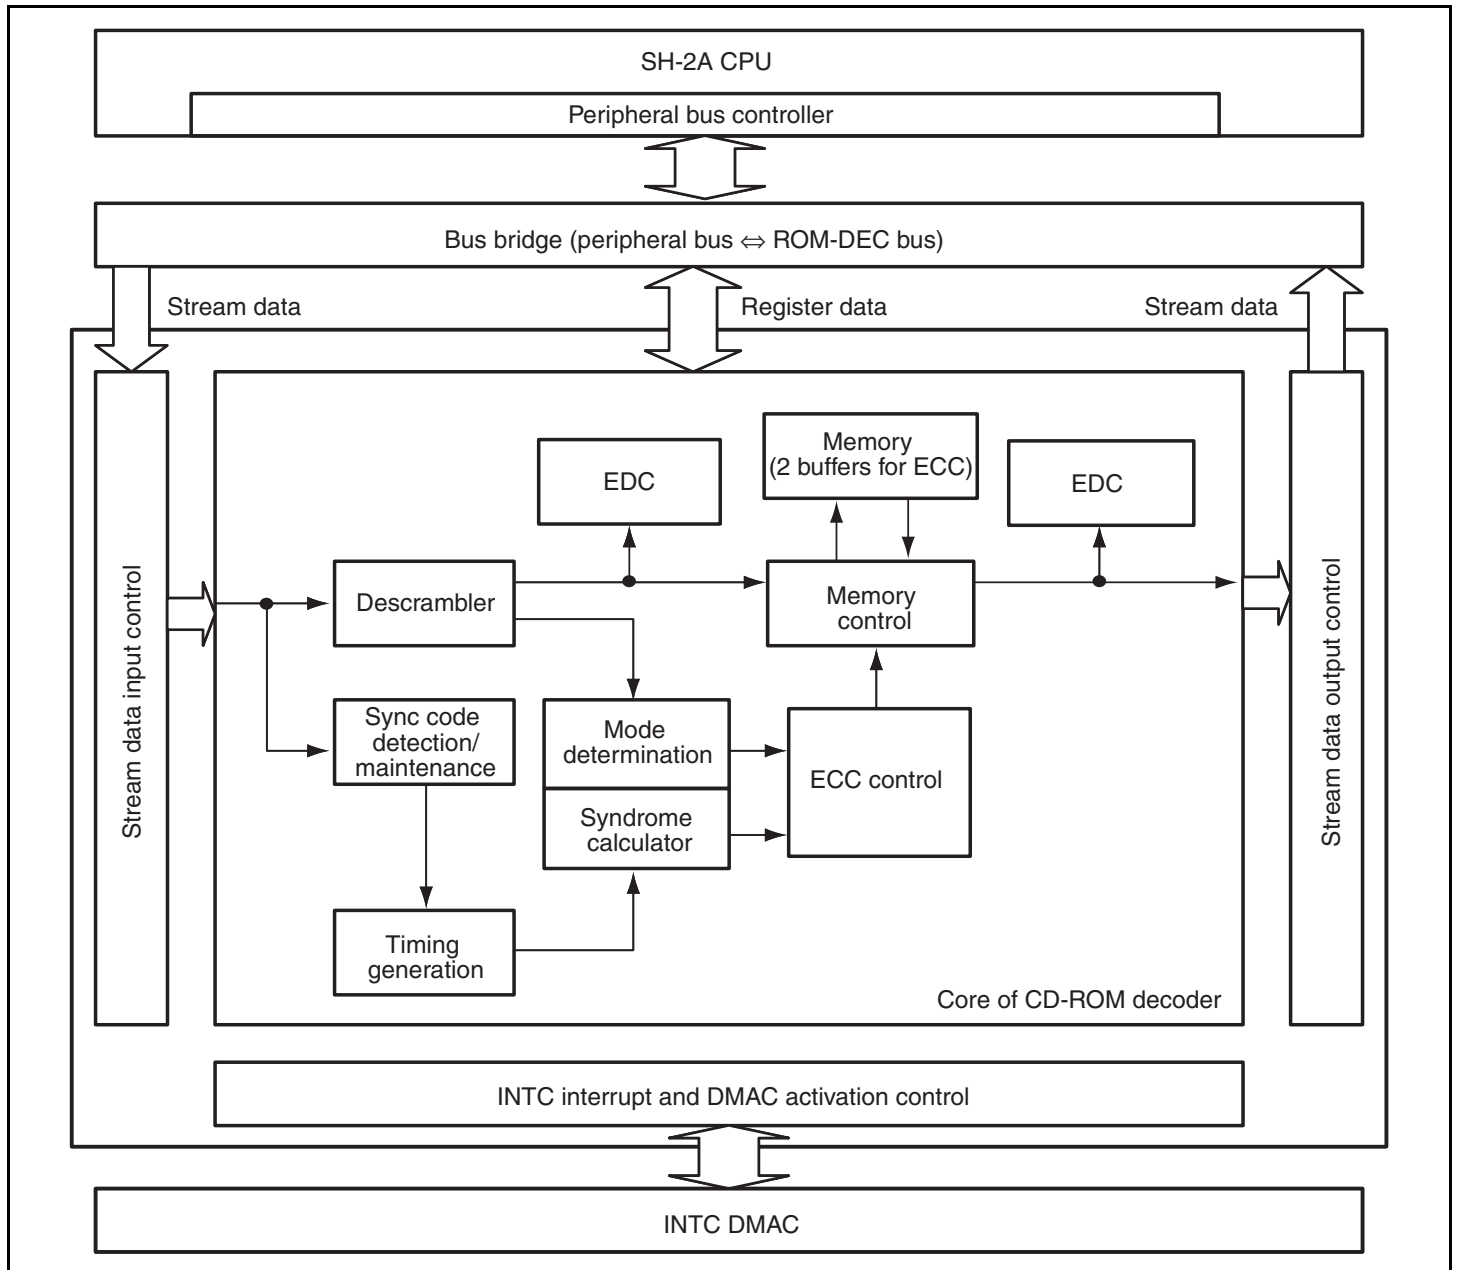 SH-2A CPU
Peripheral bus controller
Bus bridge (peripheral bus ⇔ ROM-DEC bus)
Stream data
Register data
Stream data
Stream data input control
EDC
Memory
(2 buffers for ECC)
EDC
Descrambler
Memory
control
Sync code
detection/
maintenance
Mode
determination
ECC control
Syndrome
calculator
Timing
generation
Core of CD-ROM decoder
Stream data output control
INTC interrupt and DMAC activation control
INTC DMAC